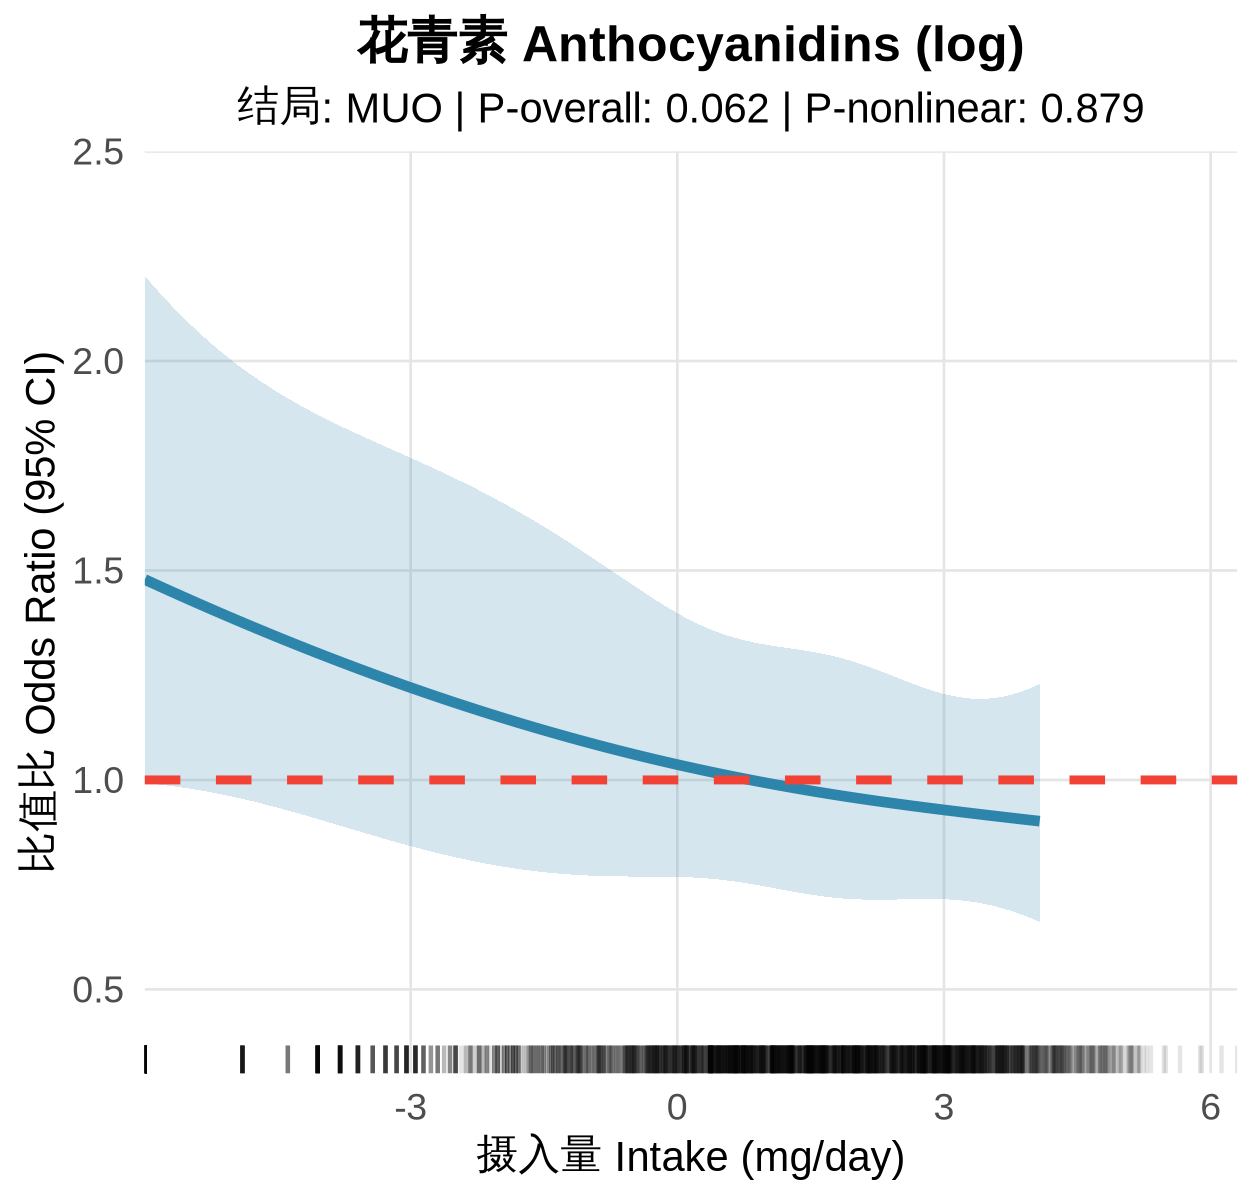 花青素 Anthocyanidins (log)
结局: MUO | P-overall: 0.062 | P-nonlinear: 0.879
比值比 Odds Ratio (95% CI)
2.5
2.0
1.5
1.0
0.5
-3
0
3
6
摄入量 Intake (mg/day)